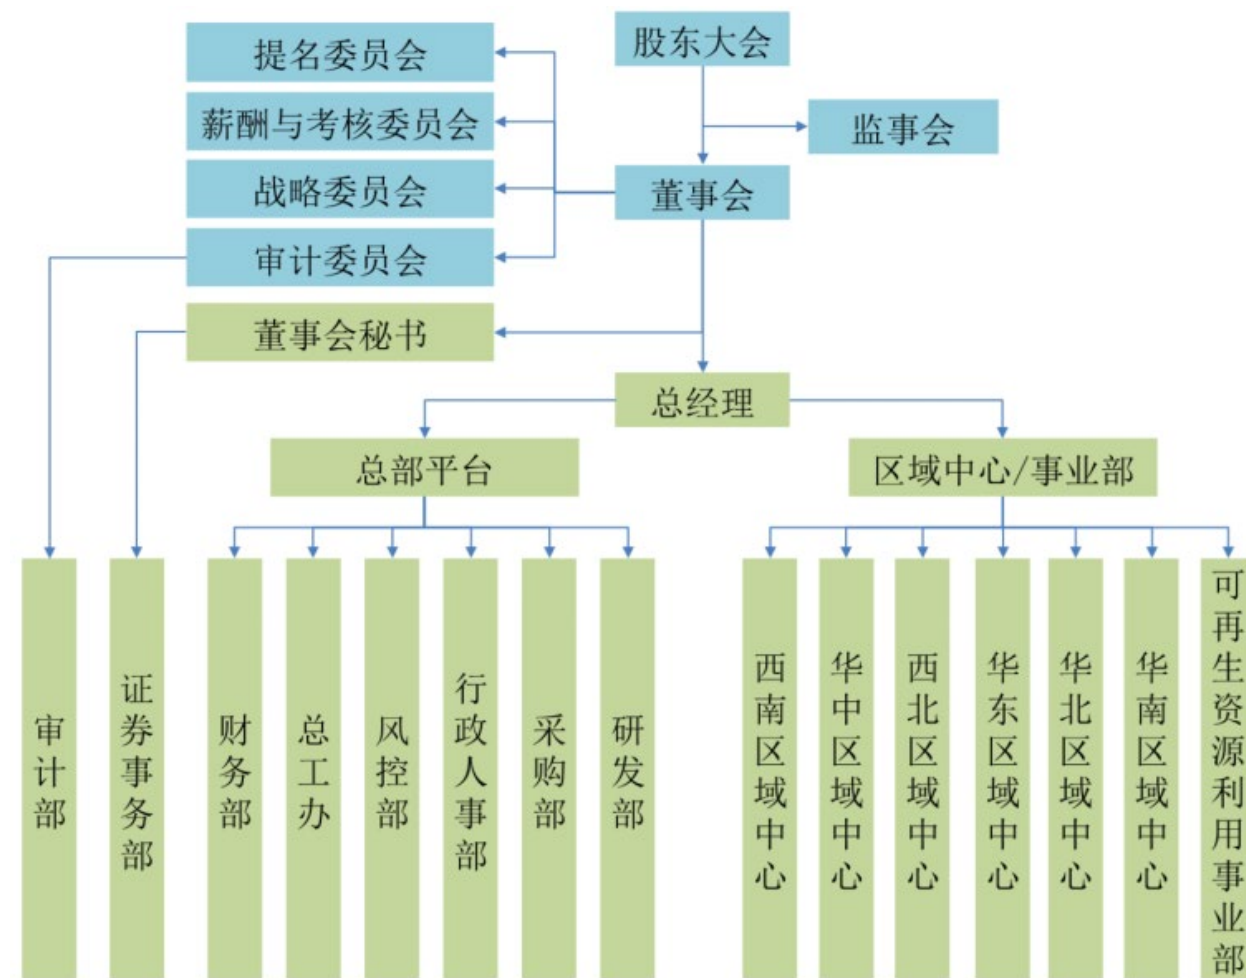 股东大会
提名委员会
薪酬与考核委员会
监事会
战略委员会
董事会
审计委员会
董事会秘书
总经理
总部平台
区域中心/事业部
审计部
证券事务部
财务部
总工办
风控部
行政人事部
采购部
研发部
西南区域中心
华中区域中心
西北区域中心
华东区域中心
华北区域中心
华南区域中心
可再生资源利用事业部